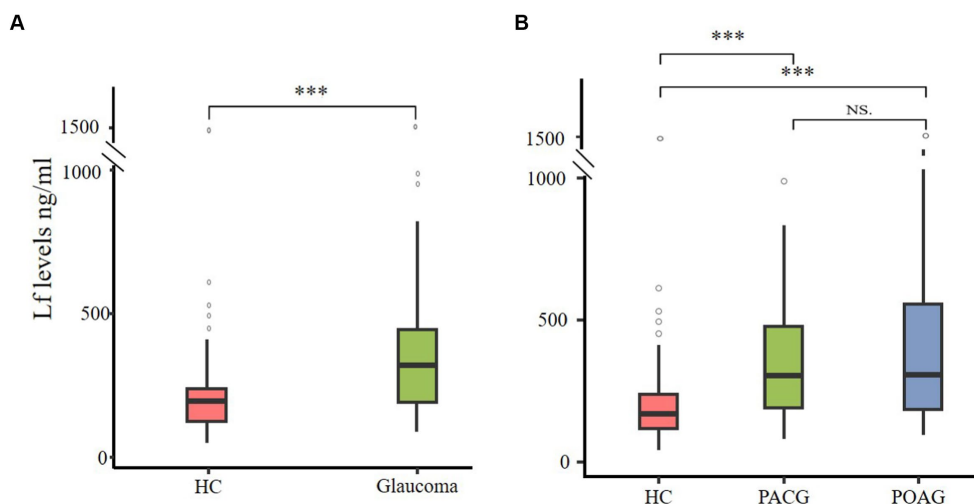 A
***
1500
1000
500
0
Lf levels ng/ml
HC
Glaucoma
B
***
***
NS.
1500
1000
500
0
HC
PACG
POAG